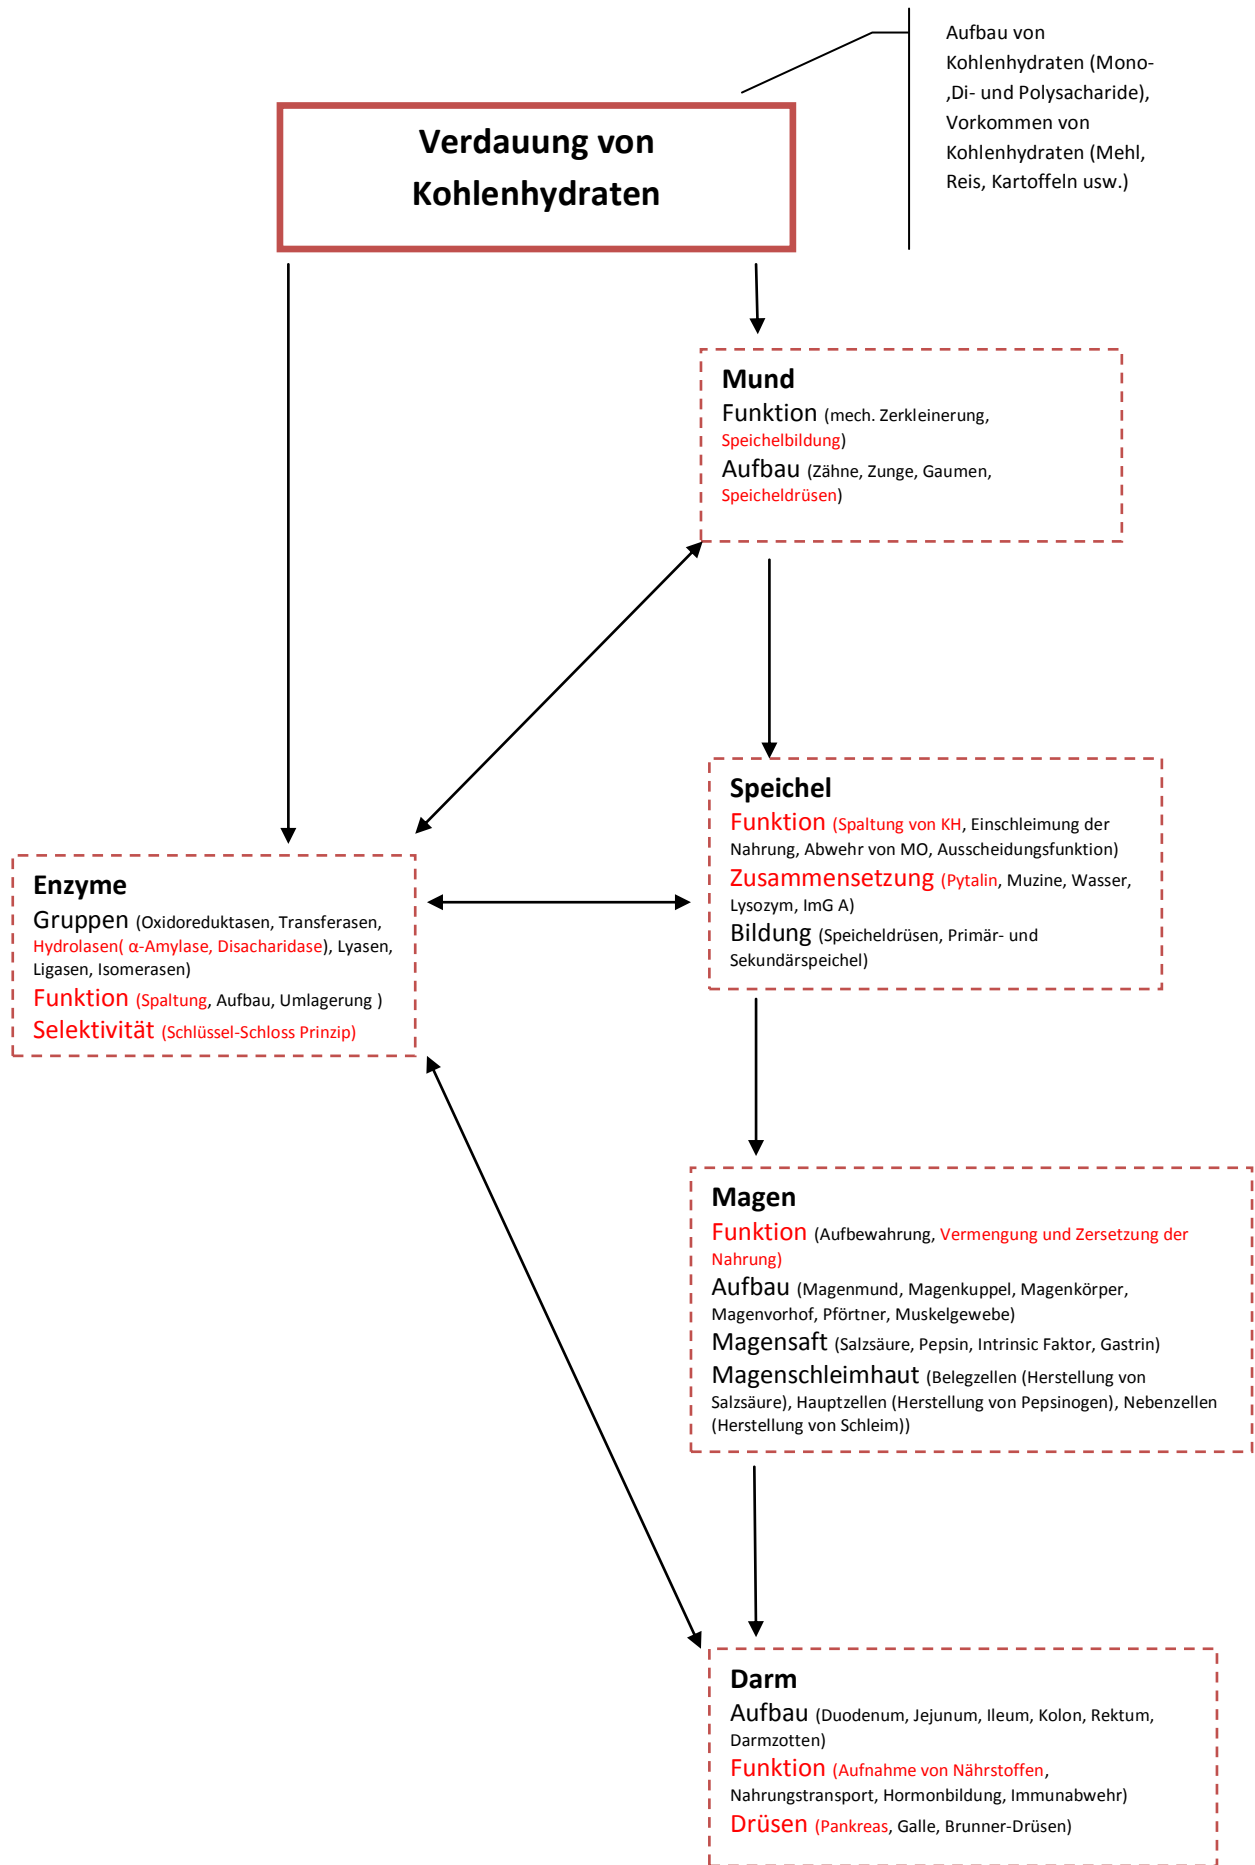 Aufbau von
Kohlenhydraten (Mono-
,Di- und Polysacharide),
Vorkommen von
Kohlenhydraten (Mehl,
Reis, Kartoffeln usw.)
Verdauung von
Kohlenhydraten
Mund
Funktion (mech. Zerkleinerung,
Speichelbildung)
Aufbau (Zähne, Zunge, Gaumen,
Speicheldrüsen)
Speichel
Funktion (Spaltung von KH, Einschleimung der
Nahrung, Abwehr von MO, Ausscheidungsfunktion)
Zusammensetzung (Pytalin, Muzine, Wasser,
Lysozym, ImG A)
Bildung (Speicheldrüsen, Primär- und
Sekundärspeichel)
Enzyme
Gruppen (Oxidoreduktasen, Transferasen,
Hydrolasen( α-Amylase, Disacharidase), Lyasen,
Ligasen, Isomerasen)
Funktion (Spaltung, Aufbau, Umlagerung )
Selektivität (Schlüssel-Schloss Prinzip)
Magen
Funktion (Aufbewahrung, Vermengung und Zersetzung der
Nahrung)
Aufbau (Magenmund, Magenkuppel, Magenkörper,
Magenvorhof, Pförtner, Muskelgewebe)
Magensaft (Salzsäure, Pepsin, Intrinsic Faktor, Gastrin)
Magenschleimhaut (Belegzellen (Herstellung von
Salzsäure), Hauptzellen (Herstellung von Pepsinogen), Nebenzellen
(Herstellung von Schleim))
Darm
Aufbau (Duodenum, Jejunum, Ileum, Kolon, Rektum,
Darmzotten)
Funktion (Aufnahme von Nährstoffen,
Nahrungstransport, Hormonbildung, Immunabwehr)
Drüsen (Pankreas, Galle, Brunner-Drüsen)